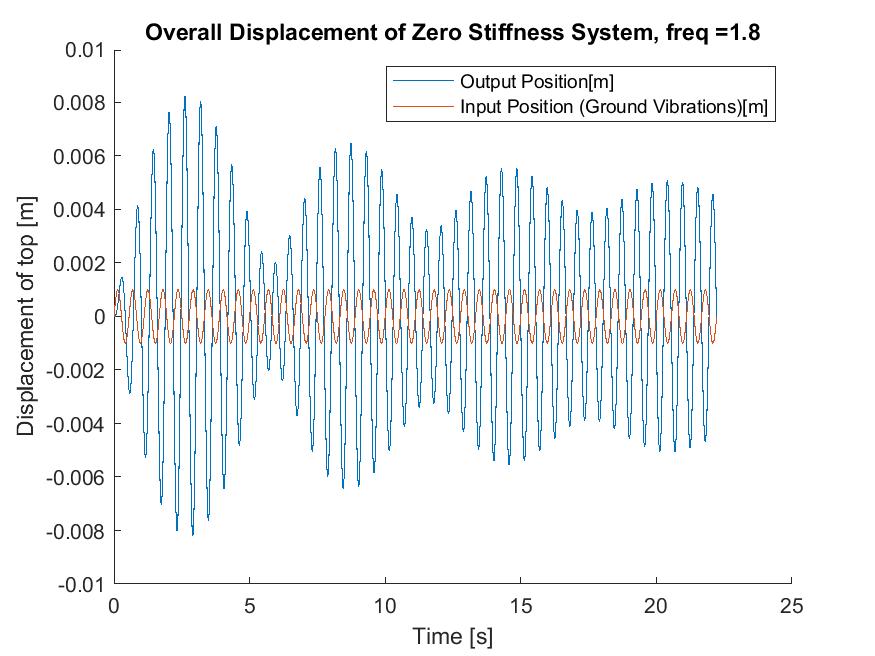 Overall Displacement of Zero Stiffness System, freq =1.8
Output Position[m]
Input Position (Ground Vibrations)[m]
Displacement of top [m]
0.01
0.008
0.006
0.004
0.002
0
-0.002
-0.004
-0.006
-0.008
-0.01
0 5 10 15 20 25
Time [s]